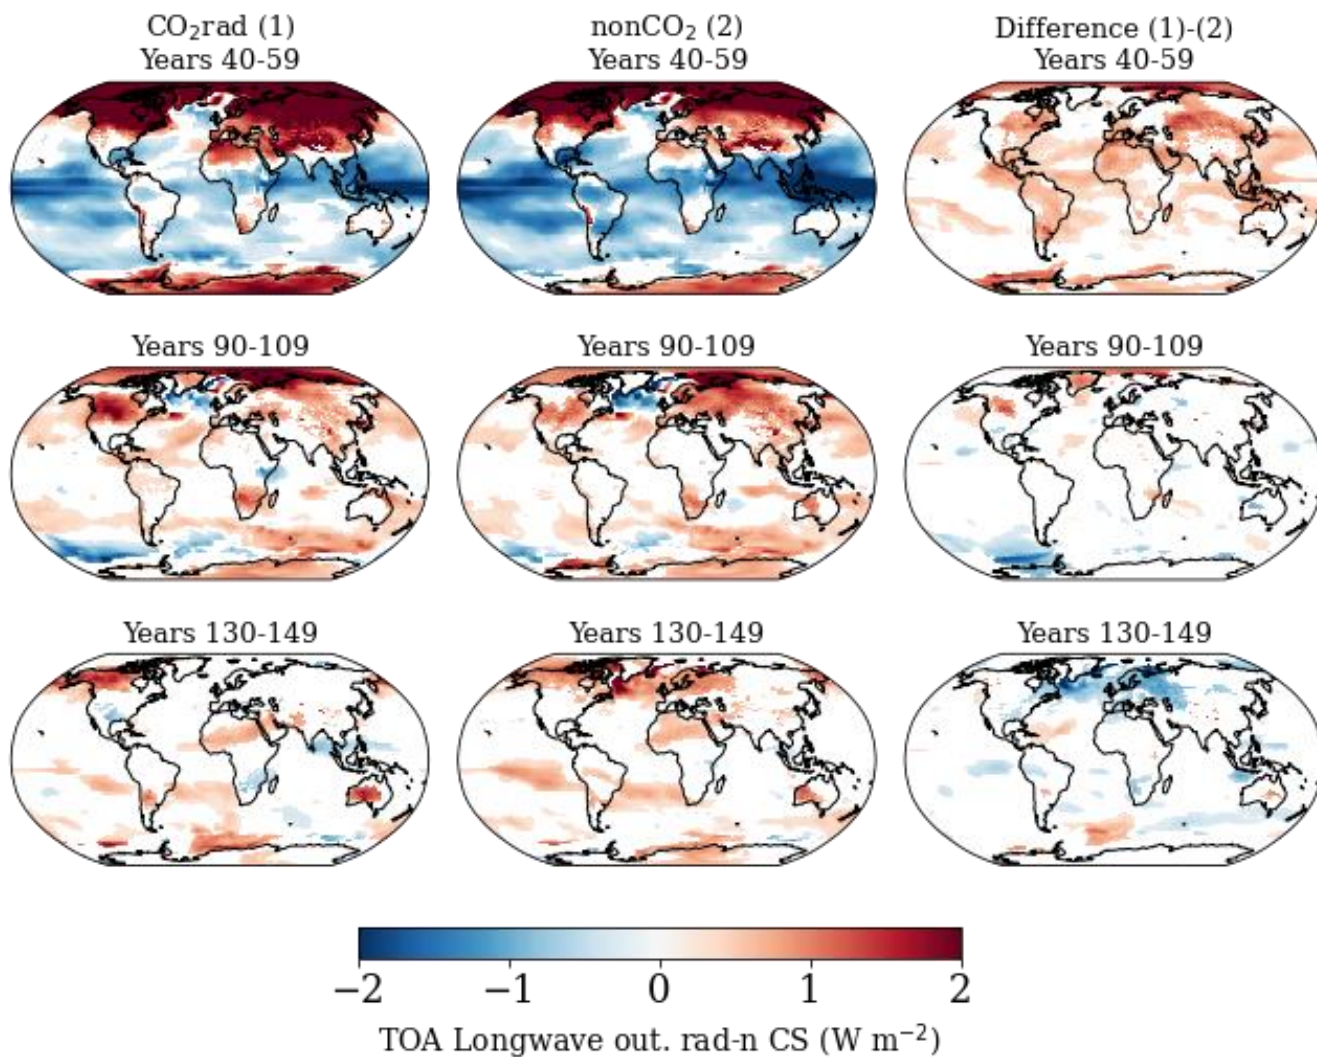 CO₂rad (1)
Years 40-59
nonCO₂ (2)
Years 40-59
Difference (1)-(2)
Years 40-59
Years 90-109
Years 90-109
Years 90-109
Years 130-149
Years 130-149
Years 130-149
−2 −1 0 1 2
TOA Longwave out. rad-n CS (W m⁻²)